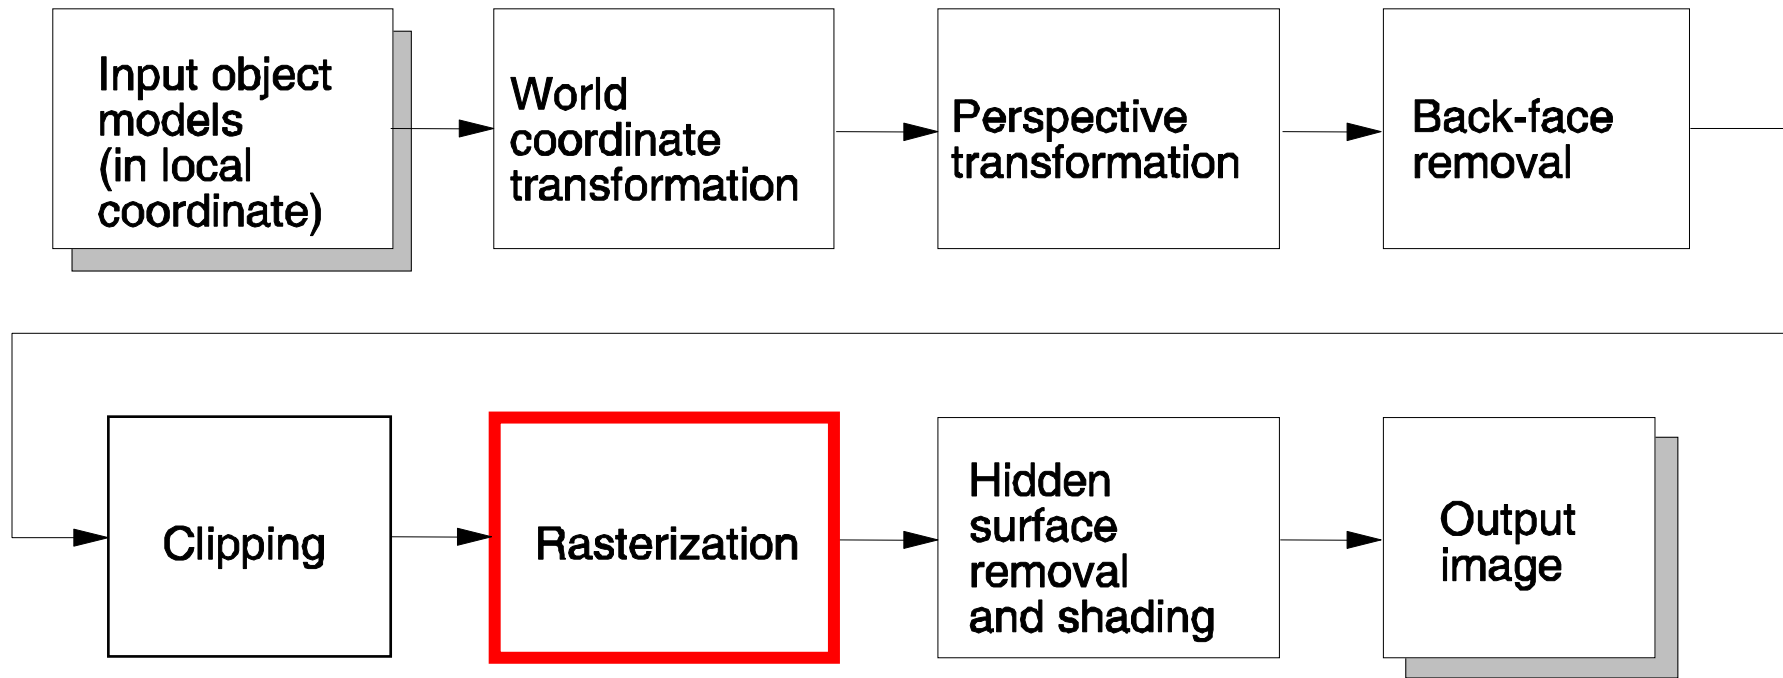 Input object
models
(in local
coordinate)
World
coordinate
transformation
Perspective
transformation
Back-face
removal
Clipping
Rasterization
Hidden
surface
removal
and shading
Output
image